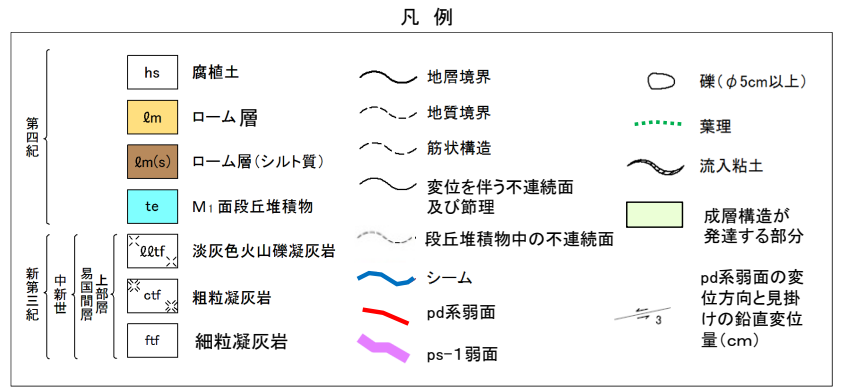 凡 例
第四紀
hs 腐植土
ℓm ローム層
ℓm(s) ローム層(シルト質)
te M₁面段丘堆積物
新第三紀
中新世
易国間層
上部層
ℓℓtf 淡灰色火山礫凝灰岩
ctf 粗粒凝灰岩
ftf 細粒凝灰岩
地層境界
地質境界
筋状構造
変位を伴う不連続面
及び節理
段丘堆積物中の不連続面
シーム
pd系弱面
ps-1弱面
礫(φ5cm以上)
葉理
流入粘土
成層構造が
発達する部分
3
pd系弱面の変
位方向と見掛
けの鉛直変位
量(cm)